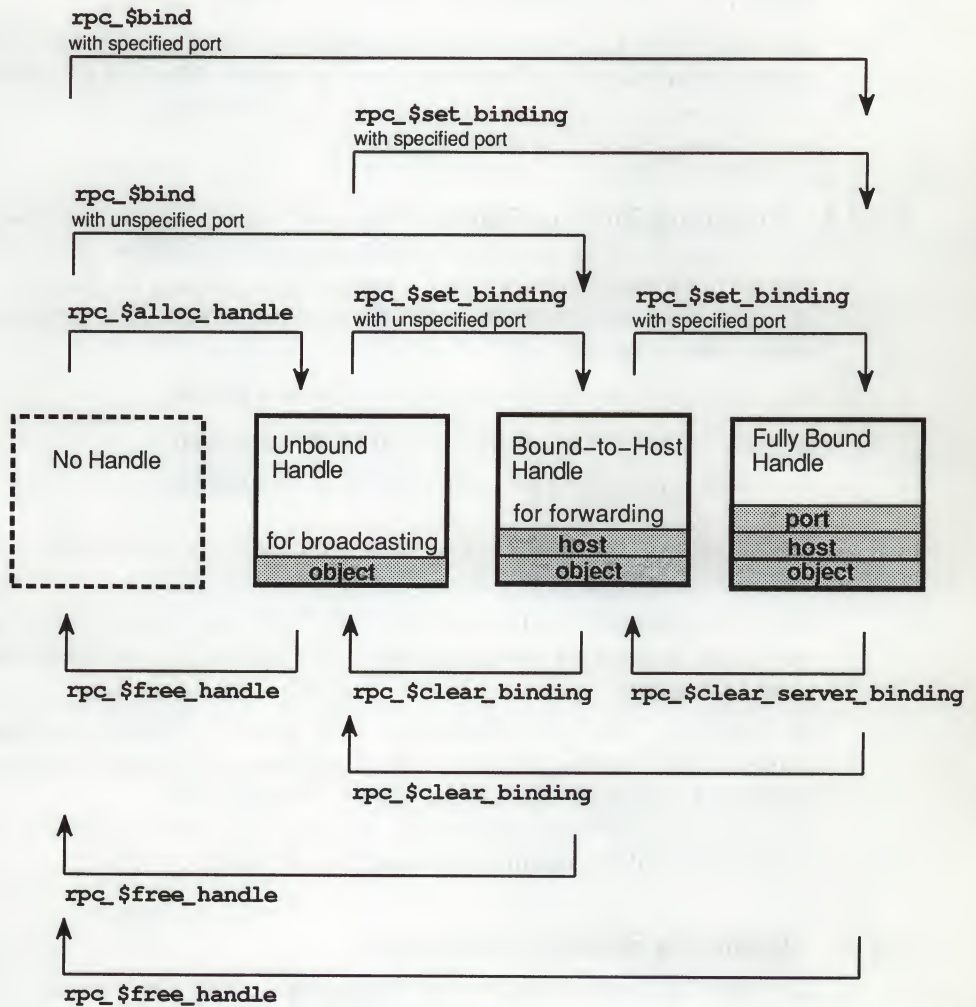 rpc_$bind
with specified port
rpc_$set_binding
with specified port
rpc_$bind
with unspecified port
rpc_$alloc_handle
rpc_$set_binding
with unspecified port
rpc_$set_binding
with specified port
No Handle
Unbound
Handle
for broadcasting
object
Bound-to-Host
Handle
for forwarding
host
object
Fully Bound
Handle
port
host
object
rpc_$free_handle
rpc_$clear_binding
rpc_$clear_server_binding
rpc_$clear_binding
rpc_$free_handle
rpc_$free_handle